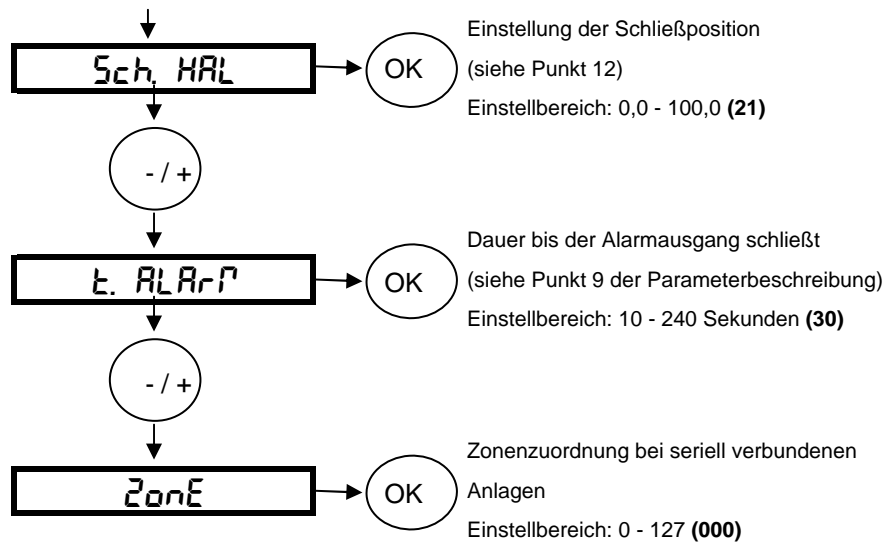 Sch. HAL
OK
Einstellung der Schließposition
(siehe Punkt 12)
Einstellbereich: 0,0 - 100,0 (21)
- / +
t. ALArM
OK
Dauer bis der Alarmausgang schließt
(siehe Punkt 9 der Parameterbeschreibung)
Einstellbereich: 10 - 240 Sekunden (30)
- / +
ZonE
OK
Zonenzuordnung bei seriell verbundenen
Anlagen
Einstellbereich: 0 - 127 (000)